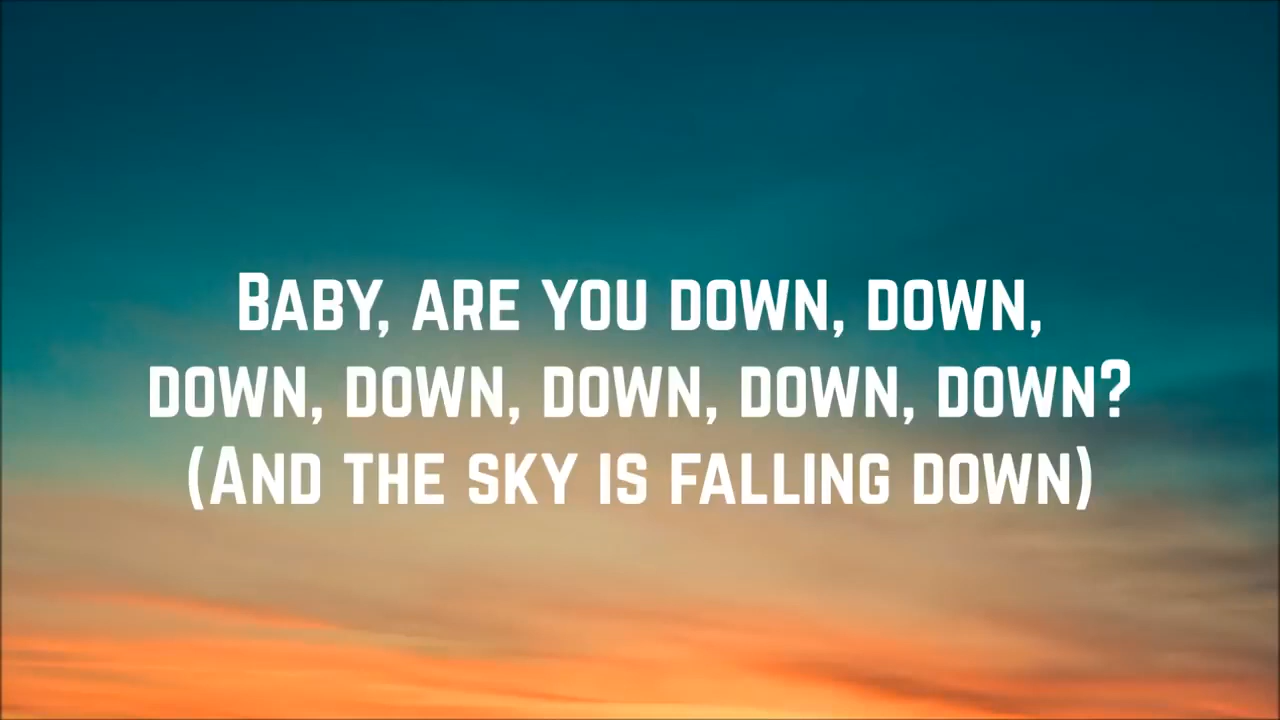 Baby, are you down, down,
down, down, down, down, down?
(And the sky is falling down)